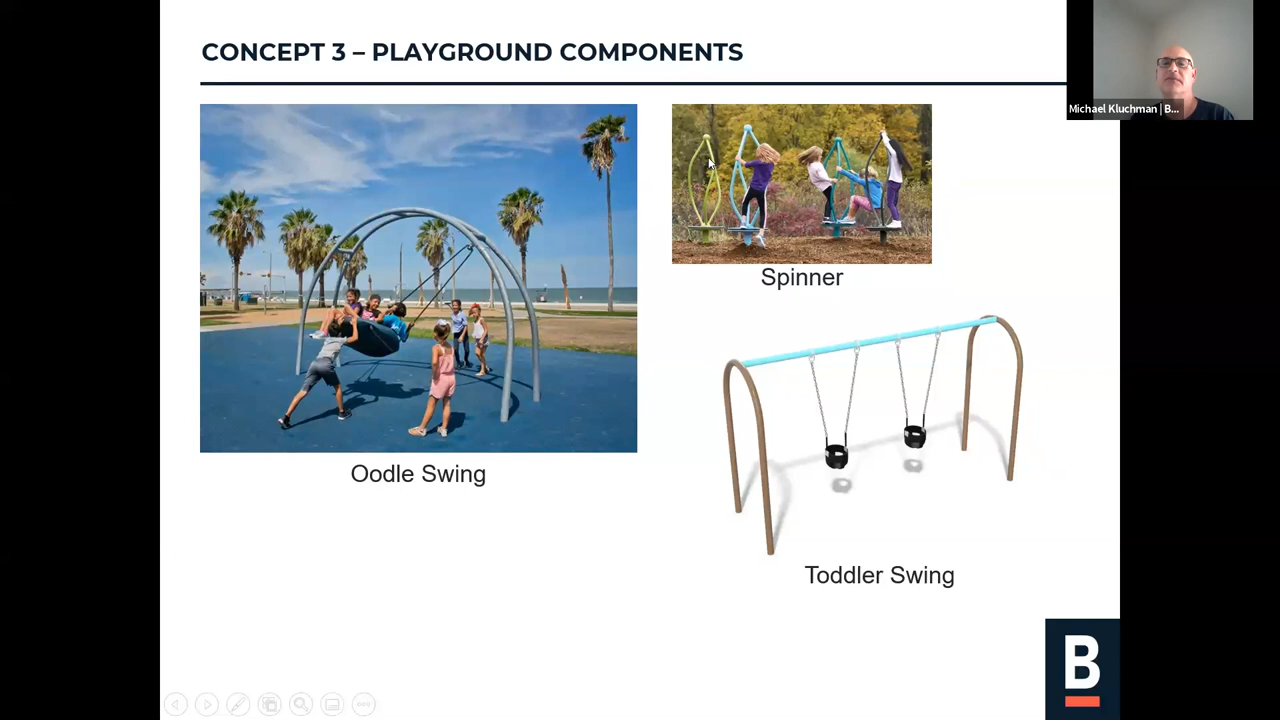 CONCEPT 3 – PLAYGROUND COMPONENTS
Michael Kluchman | B...
Spinner
Oodle Swing
Toddler Swing
B